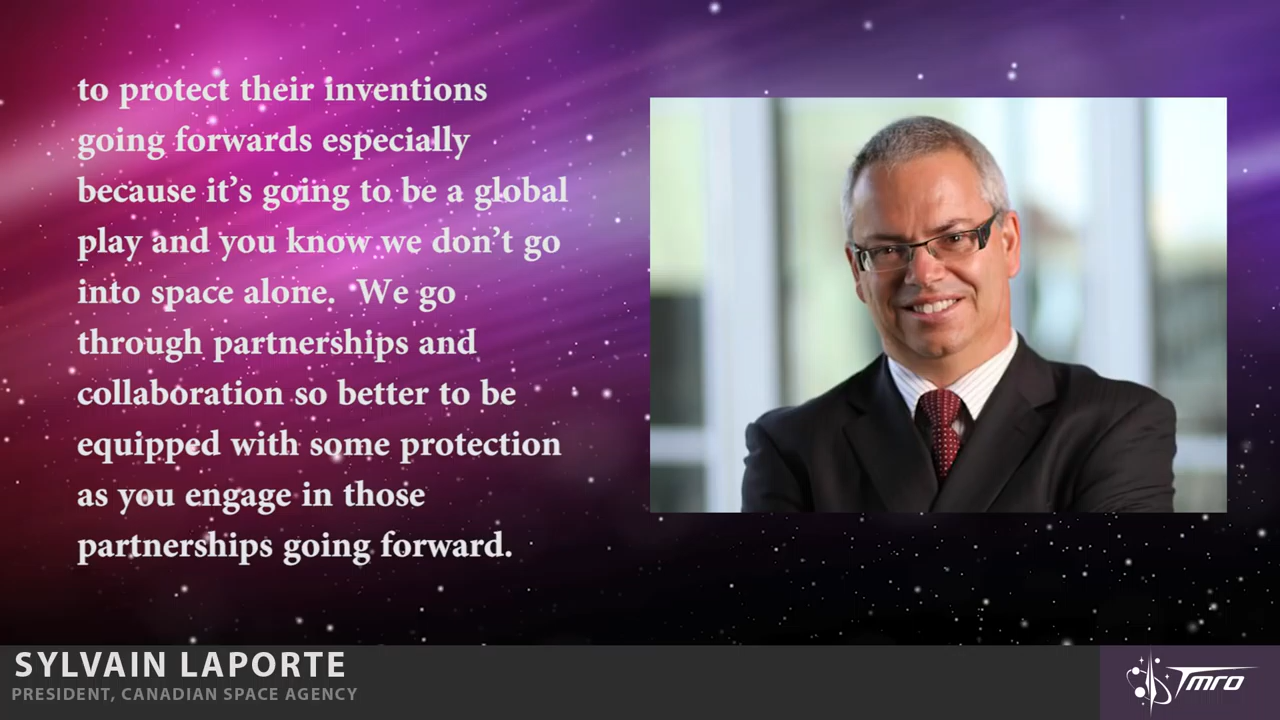 to protect their inventions
going forwards especially
because it’s going to be a global
play and you know we don’t go
into space alone.  We go
through partnerships and
collaboration so better to be
equipped with some protection
as you engage in those
partnerships going forward.
SYLVAIN LAPORTE
PRESIDENT, CANADIAN SPACE AGENCY
Tmro